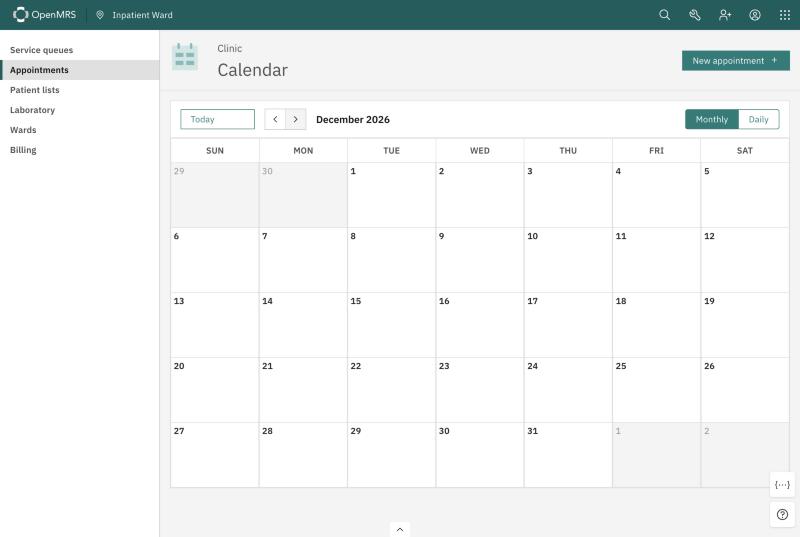 OpenMRS
Inpatient Ward
Service queues
Appointments
Patient lists
Laboratory
Wards
Billing
Clinic
Calendar
New appointment +
Today
December 2026
Monthly
Daily
SUN MON TUE WED THU FRI SAT
29 30 1 2 3 4 5
6 7 8 9 10 11 12
13 14 15 16 17 18 19
20 21 22 23 24 25 26
27 28 29 30 31 1 2
{···}